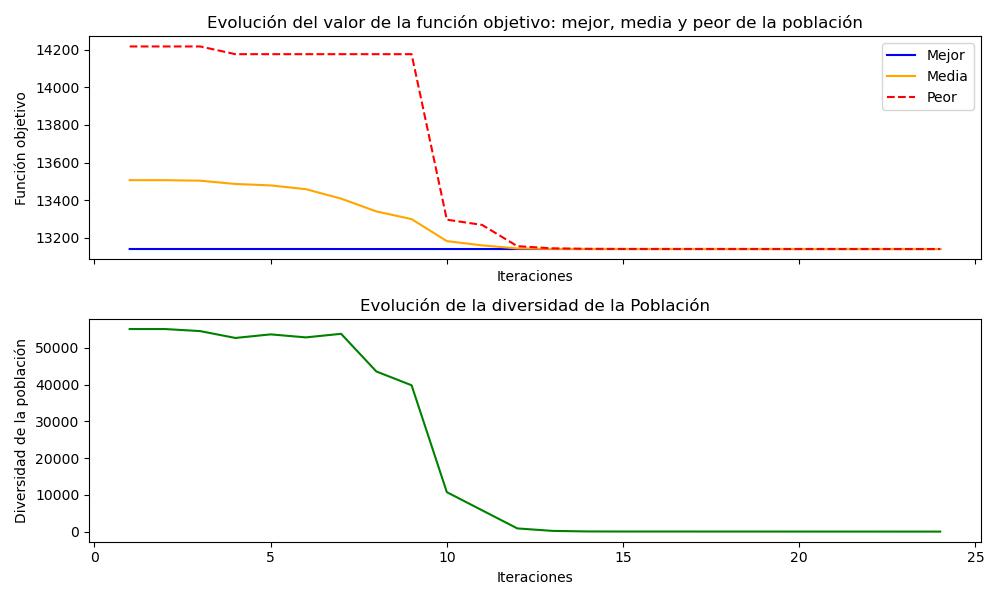 Evolución del valor de la función objetivo: mejor, media y peor de la población
Función objetivo
14200
14000
13800
13600
13400
13200
Mejor
Media
Peor
Iteraciones
Evolución de la diversidad de la Población
Diversidad de la población
50000
40000
30000
20000
10000
0
0 5 10 15 20 25
Iteraciones